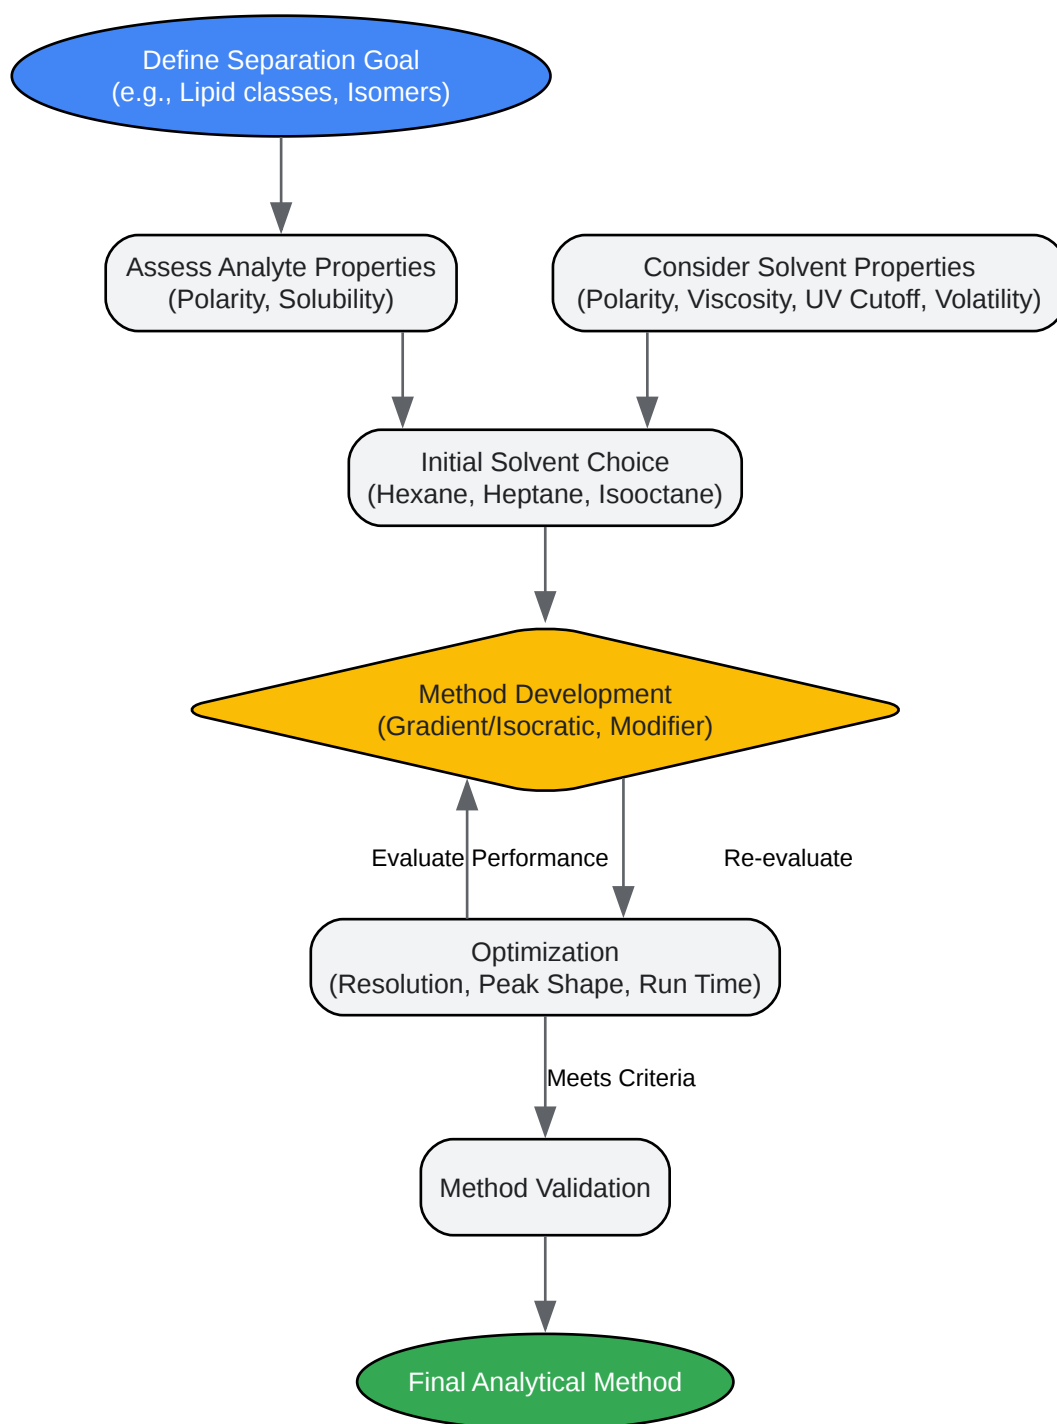 Define Separation Goal
(e.g., Lipid classes, Isomers)
Assess Analyte Properties
(Polarity, Solubility)
Consider Solvent Properties
(Polarity, Viscosity, UV Cutoff, Volatility)
Initial Solvent Choice
(Hexane, Heptane, Isooctane)
Method Development
(Gradient/Isocratic, Modifier)
Evaluate Performance
Re-evaluate
Optimization
(Resolution, Peak Shape, Run Time)
Meets Criteria
Method Validation
Final Analytical Method